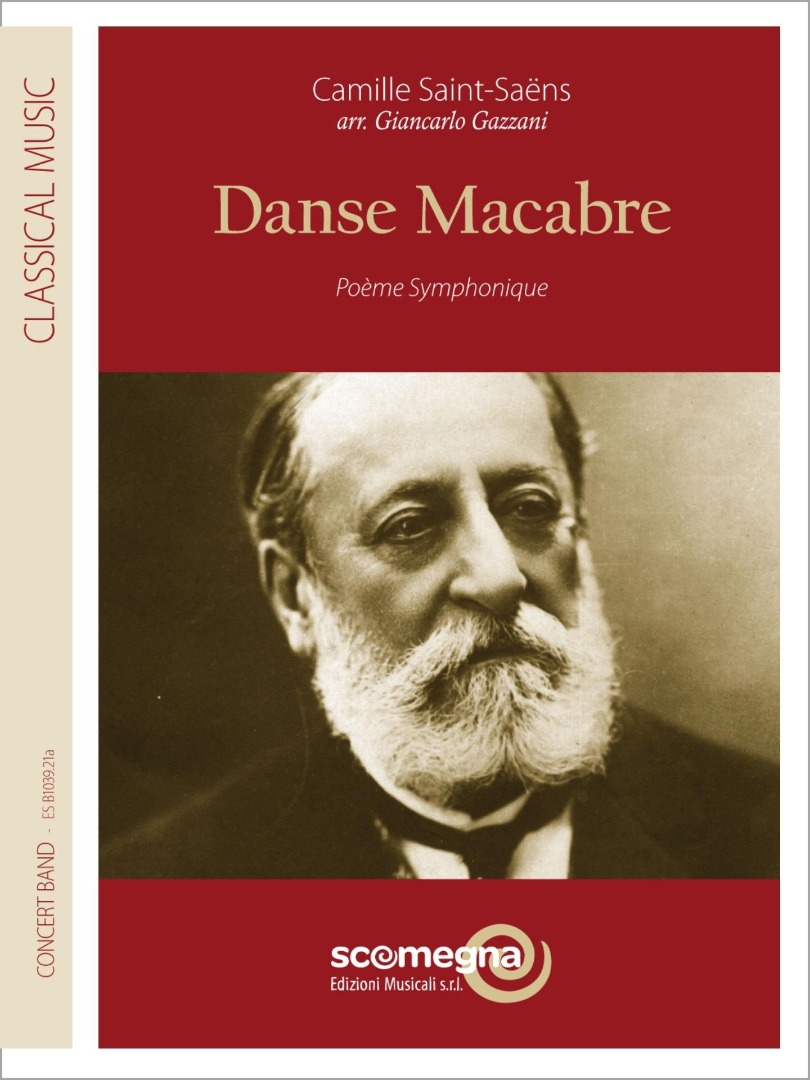 CLASSICAL MUSIC
CONCERT BAND - ES B1039.21a
Camille Saint-Saëns
arr. Giancarlo Gazzani
Danse Macabre
Poème Symphonique
scomegna
Edizioni Musicali s.r.l.